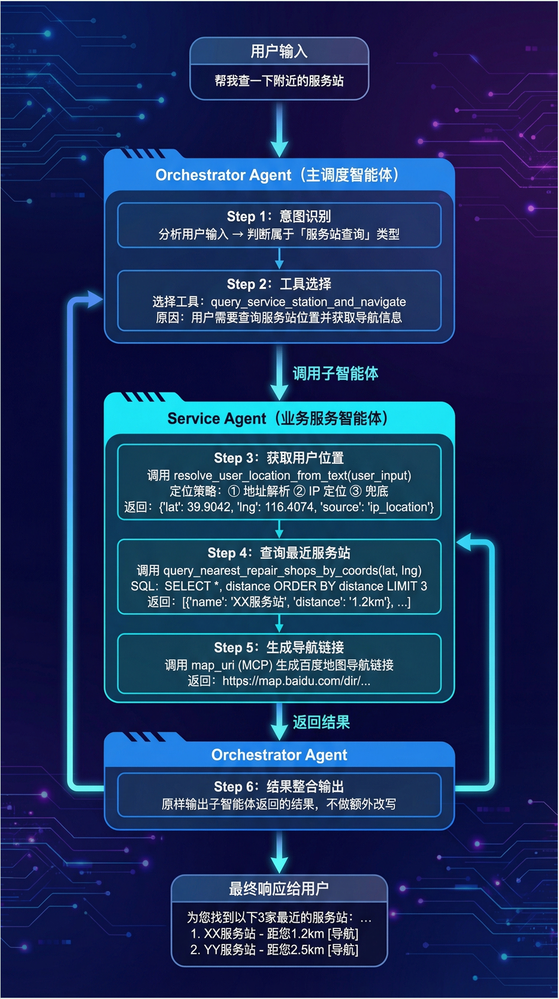 用户输入
帮我查一下附近的服务站
Orchestrator Agent（主调度智能体）
Step 1：意图识别
分析用户输入 → 判断属于「服务站查询」类型
Step 2：工具选择
选择工具：query_service_station_and_navigate
原因：用户需要查询服务站位置并获取导航信息
调用子智能体
Service Agent（业务服务智能体）
Step 3：获取用户位置
调用 resolve_user_location_from_text(user_input)
定位策略：① 地址解析 ② IP 定位 ③ 兜底
返回：{'lat': 39.9042, 'lng': 116.4074, 'source': 'ip_location'}
Step 4：查询最近服务站
调用 query_nearest_repair_shops_by_coords(lat, lng)
SQL：SELECT *, distance ORDER BY distance LIMIT 3
返回：[{'name': 'XX服务站', 'distance': '1.2km'}, ...]
Step 5：生成导航链接
调用 map_uri (MCP) 生成百度地图导航链接
返回：https://map.baidu.com/dir/...
返回结果
Orchestrator Agent
Step 6：结果整合输出
原样输出子智能体返回的结果，不做额外改写
最终响应给用户
为您找到以下3家最近的服务站：...
1. XX服务站 - 距您1.2km [导航]
2. YY服务站 - 距您2.5km [导航]